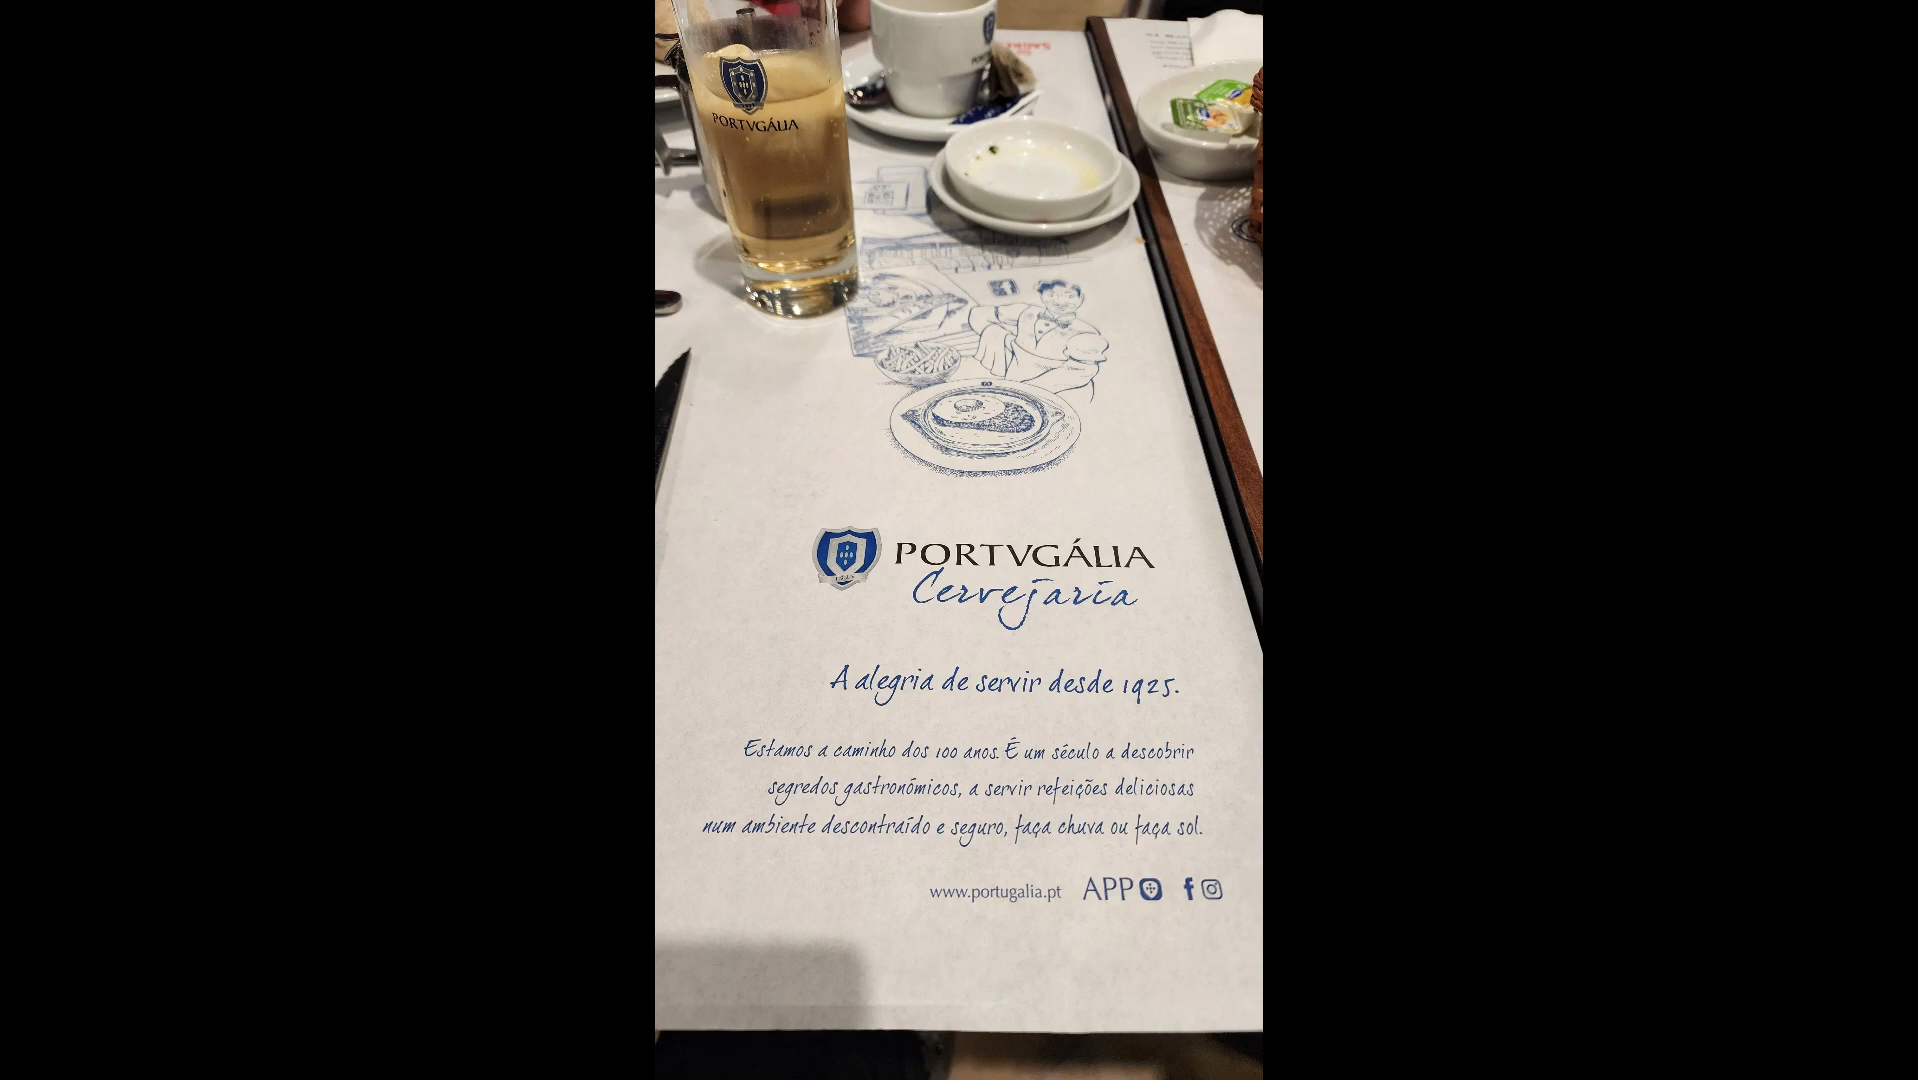 PORTVGÁLIA
PORTVGÁLIA
Cervejaria
A alegria de servir desde 1925.
Estamos a caminho dos 100 anos. É um século a descobrir
segredos gastronómicos, a servir refeições deliciosas
num ambiente descontraído e seguro, faça chuva ou faça sol.
www.portugalia.pt APP